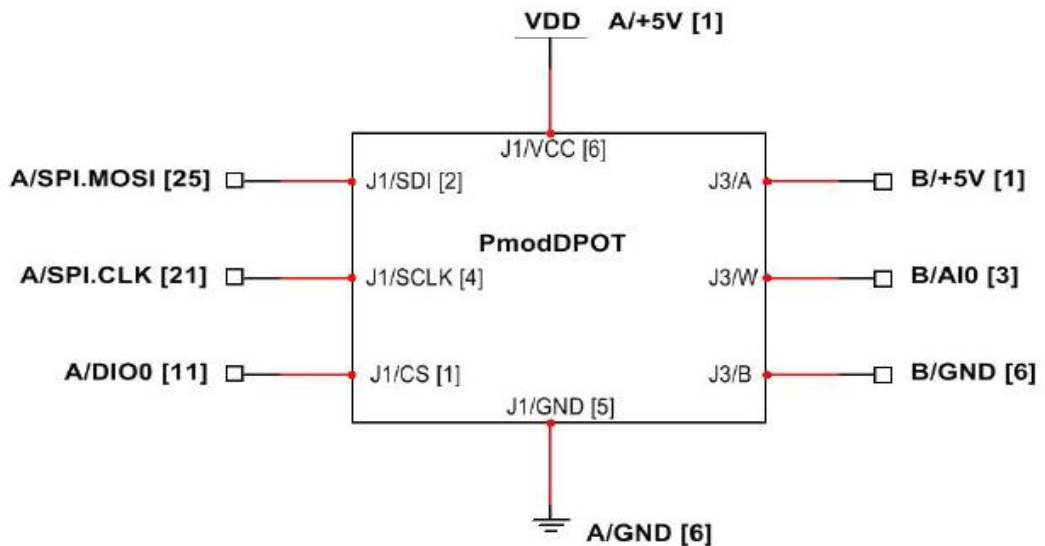 VDD A/+5V [1]
J1/VCC [6]
A/SPI.MOSI [25] J1/SDI [2] J3/A B/+5V [1]
PmodDPOT
A/SPI.CLK [21] J1/SCLK [4] J3/W B/AI0 [3]
A/DIO0 [11] J1/CS [1] J3/B B/GND [6]
J1/GND [5]
A/GND [6]